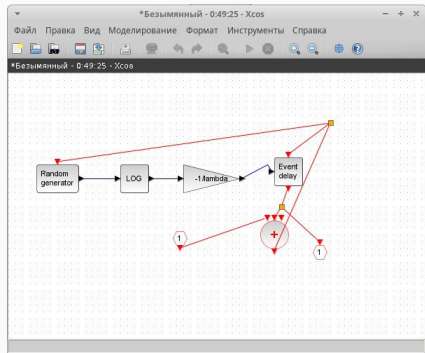 *Безымянный - 0:49:25 - Xcos
Файл Правка Вид Моделирование Формат Инструменты Справка
*Безымянный - 0:49:25 - Xcos
Random
generator
LOG
-1/lambda
Event
delay
1
+
1